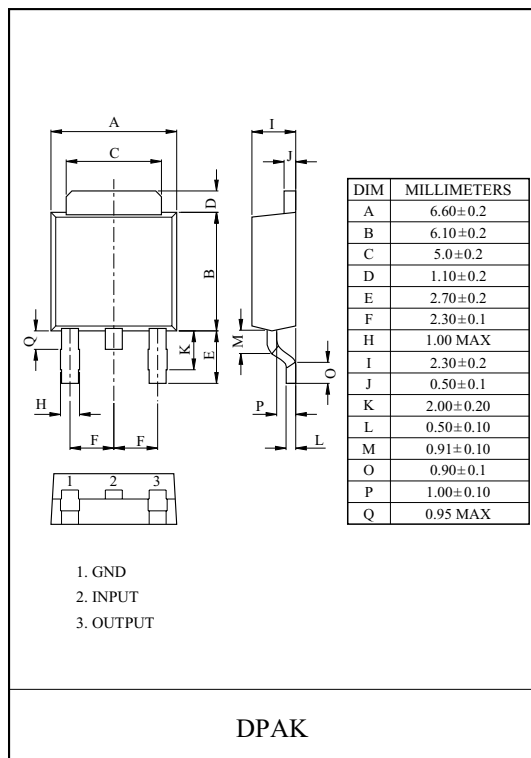 A
C
D
B
Q
K
E
H
F F
I
J
M
O
P
L
1 2 3
1. GND
2. INPUT
3. OUTPUT
DIM MILLIMETERS
A 6.60±0.2
B 6.10±0.2
C 5.0±0.2
D 1.10±0.2
E 2.70±0.2
F 2.30±0.1
H 1.00 MAX
I 2.30±0.2
J 0.50±0.1
K 2.00±0.20
L 0.50±0.10
M 0.91±0.10
O 0.90±0.1
P 1.00±0.10
Q 0.95 MAX
DPAK